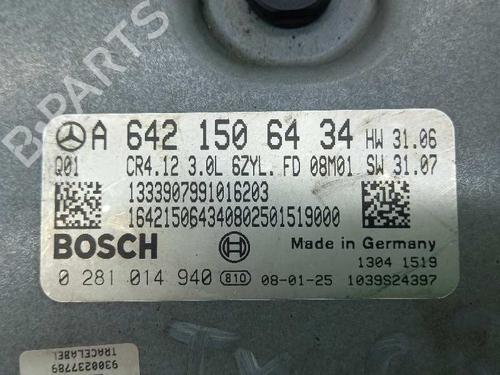 A 642 150 64 34 HW 31.06
Q01 CR4.12 3.0L 6ZYL. FD 08M01 SW 31.07
1333907991016203
164215064340802501519000
BOSCH Made in Germany
1304 1519
0 281 014 940 810 08-01-25 1039S24397
9300237789
TRACELABEL
B-PARTS